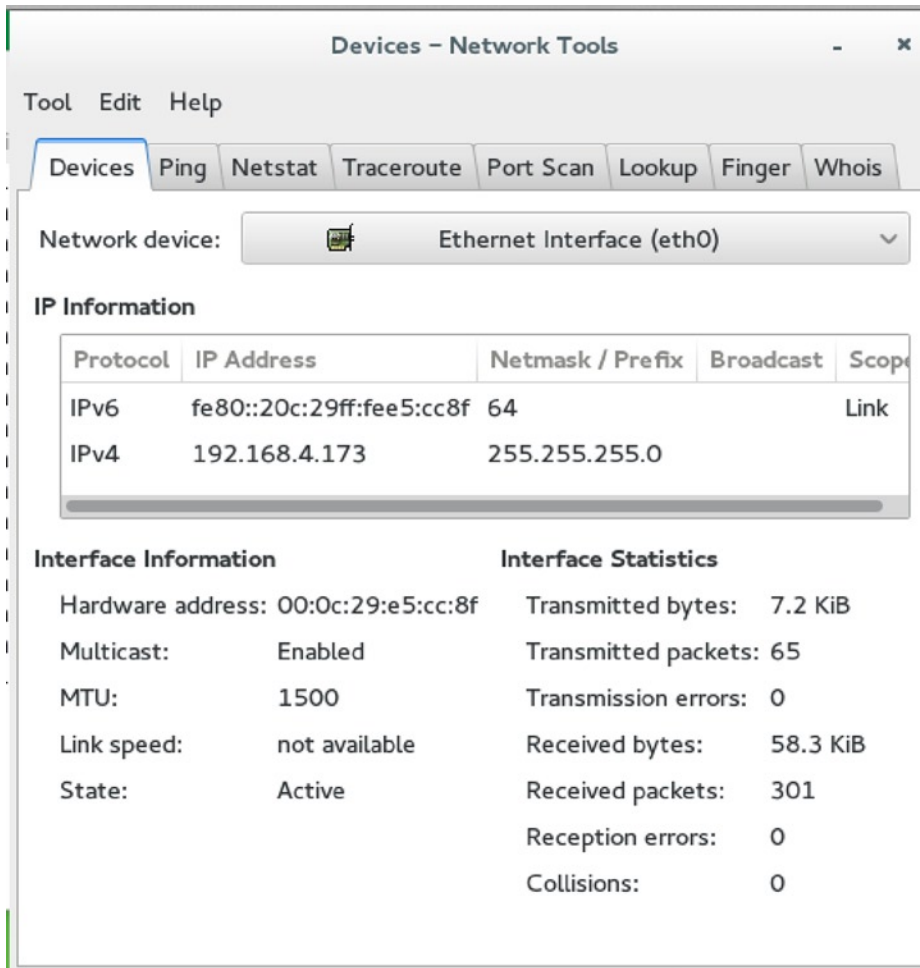 Devices – Network Tools
Tool Edit Help
Devices Ping Netstat Traceroute Port Scan Lookup Finger Whois
Network device: Ethernet Interface (eth0)
IP Information
Protocol IP Address Netmask / Prefix Broadcast Scope
IPv6 fe80::20c:29ff:fee5:cc8f 64 Link
IPv4 192.168.4.173 255.255.255.0
Interface Information
Hardware address: 00:0c:29:e5:cc:8f
Multicast: Enabled
MTU: 1500
Link speed: not available
State: Active
Interface Statistics
Transmitted bytes: 7.2 KiB
Transmitted packets: 65
Transmission errors: 0
Received bytes: 58.3 KiB
Received packets: 301
Reception errors: 0
Collisions: 0